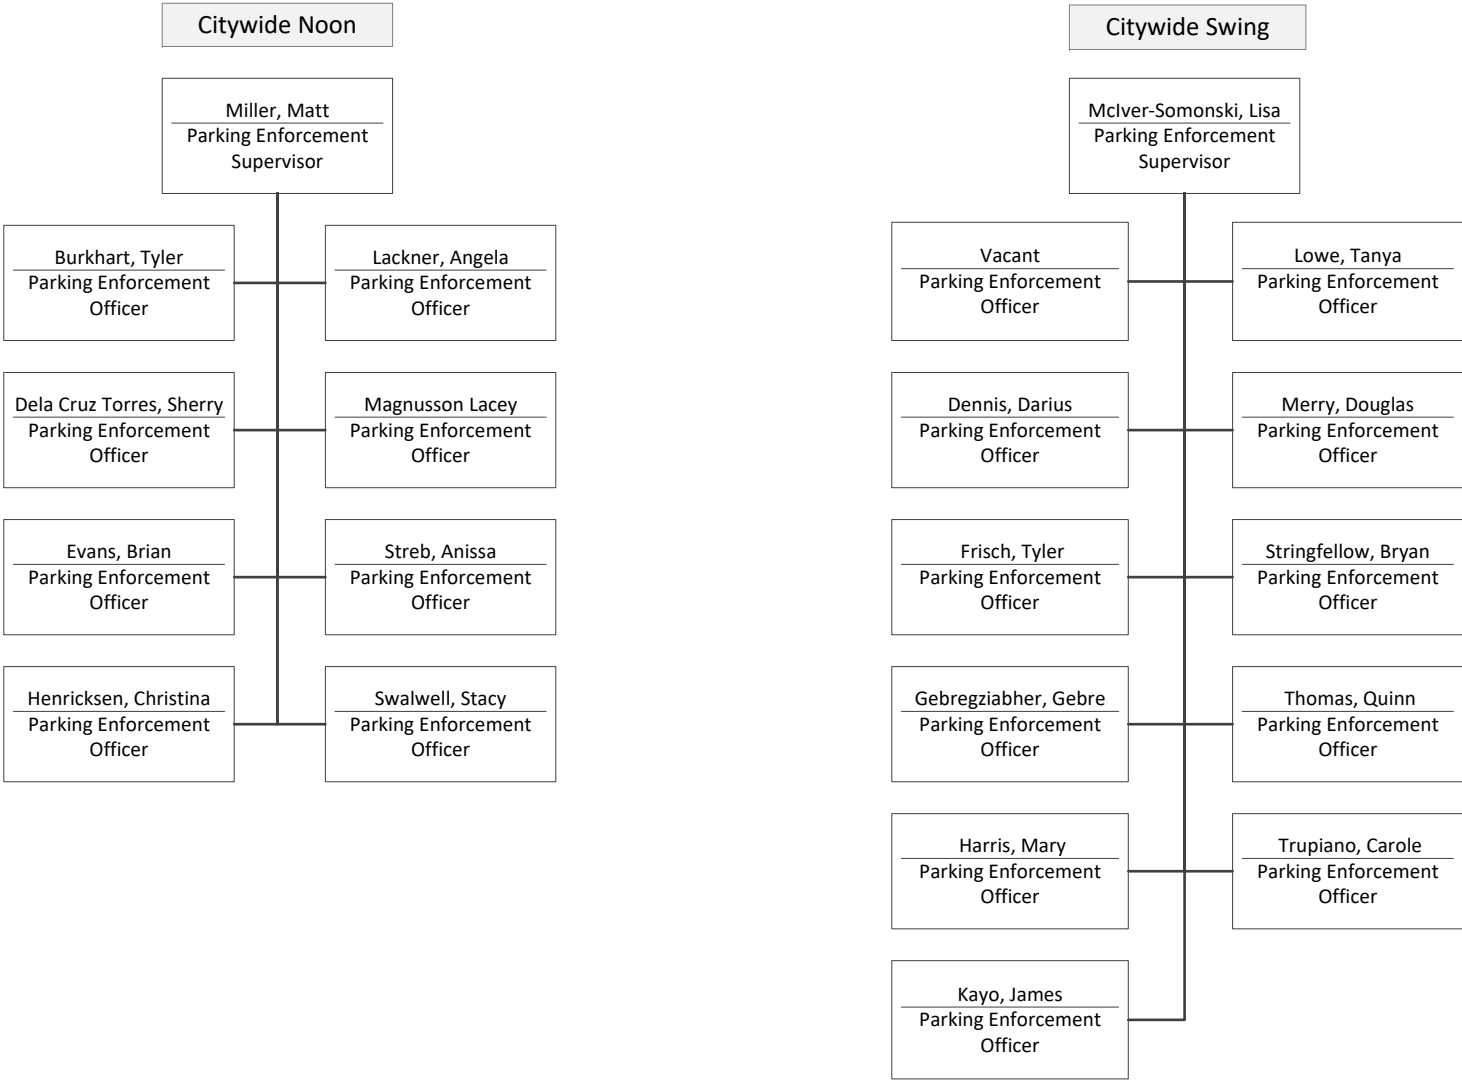 Citywide Noon
Miller, Matt
Parking Enforcement
Supervisor
Burkhart, Tyler
Parking Enforcement
Officer
Lackner, Angela
Parking Enforcement
Officer
Dela Cruz Torres, Sherry
Parking Enforcement
Officer
Magnusson Lacey
Parking Enforcement
Officer
Evans, Brian
Parking Enforcement
Officer
Streb, Anissa
Parking Enforcement
Officer
Henricksen, Christina
Parking Enforcement
Officer
Swalwell, Stacy
Parking Enforcement
Officer
Citywide Swing
McIver-Somonski, Lisa
Parking Enforcement
Supervisor
Vacant
Parking Enforcement
Officer
Lowe, Tanya
Parking Enforcement
Officer
Dennis, Darius
Parking Enforcement
Officer
Merry, Douglas
Parking Enforcement
Officer
Frisch, Tyler
Parking Enforcement
Officer
Stringfellow, Bryan
Parking Enforcement
Officer
Gebregziabher, Gebre
Parking Enforcement
Officer
Thomas, Quinn
Parking Enforcement
Officer
Harris, Mary
Parking Enforcement
Officer
Trupiano, Carole
Parking Enforcement
Officer
Kayo, James
Parking Enforcement
Officer